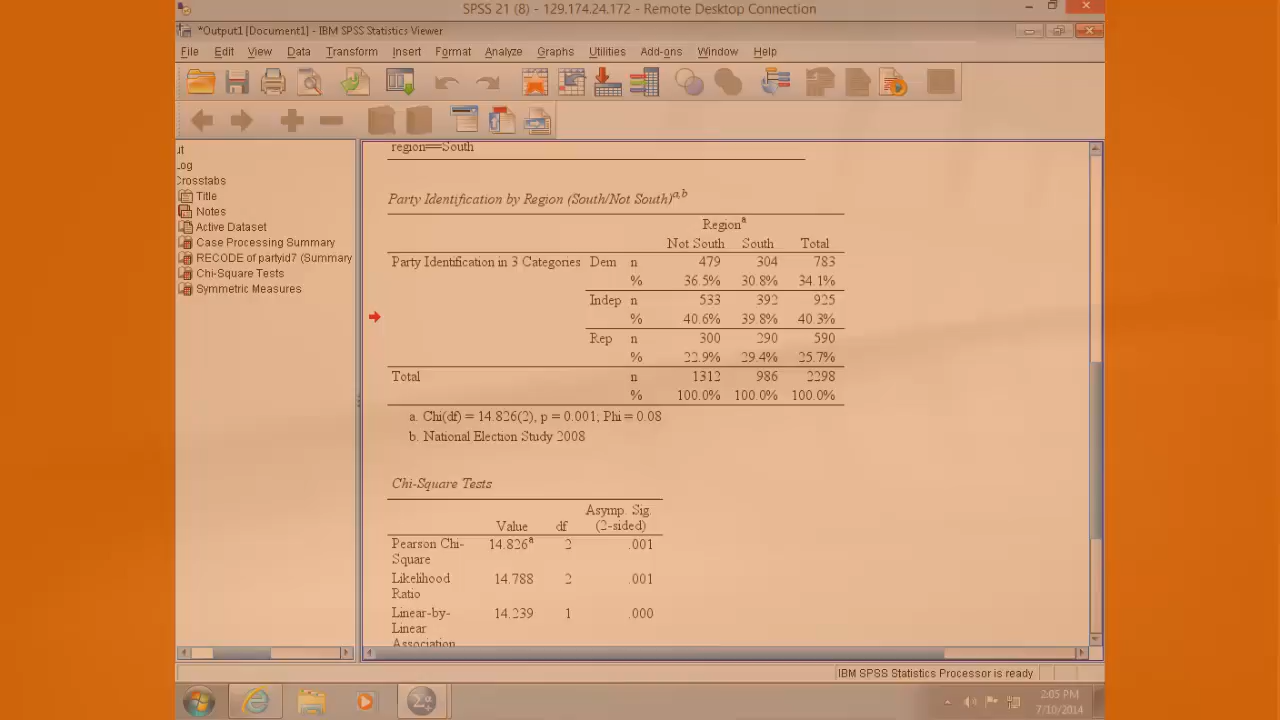 SPSS 21 (8) - 129.174.24.172 - Remote Desktop Connection
*Output1 [Document1] - IBM SPSS Statistics Viewer
File Edit View Data Transform Insert Format Analyze Graphs Utilities Add-ons Window Help
ut
Log
Crosstabs
Title
Notes
Active Dataset
Case Processing Summary
RECODE of partyid7 (Summary
Chi-Square Tests
Symmetric Measures
region==South
Party Identification by Region (South/Not South)a,b
Regiona
Not South South Total
Party Identification in 3 Categories Dem n 479 304 783
% 36.5% 30.8% 34.1%
Indep n 533 392 925
% 40.6% 39.8% 40.3%
Rep n 300 290 590
% 22.9% 29.4% 25.7%
Total n 1312 986 2298
% 100.0% 100.0% 100.0%
a. Chi(df) = 14.826(2), p = 0.001; Phi = 0.08
b. National Election Study 2008
Chi-Square Tests
Asymp. Sig.
Value df (2-sided)
Pearson Chi- 14.826a 2 .001
Square
Likelihood 14.788 2 .001
Ratio
Linear-by- 14.239 1 .000
Linear
Association
IBM SPSS Statistics Processor is ready
2:05 PM
7/10/2014